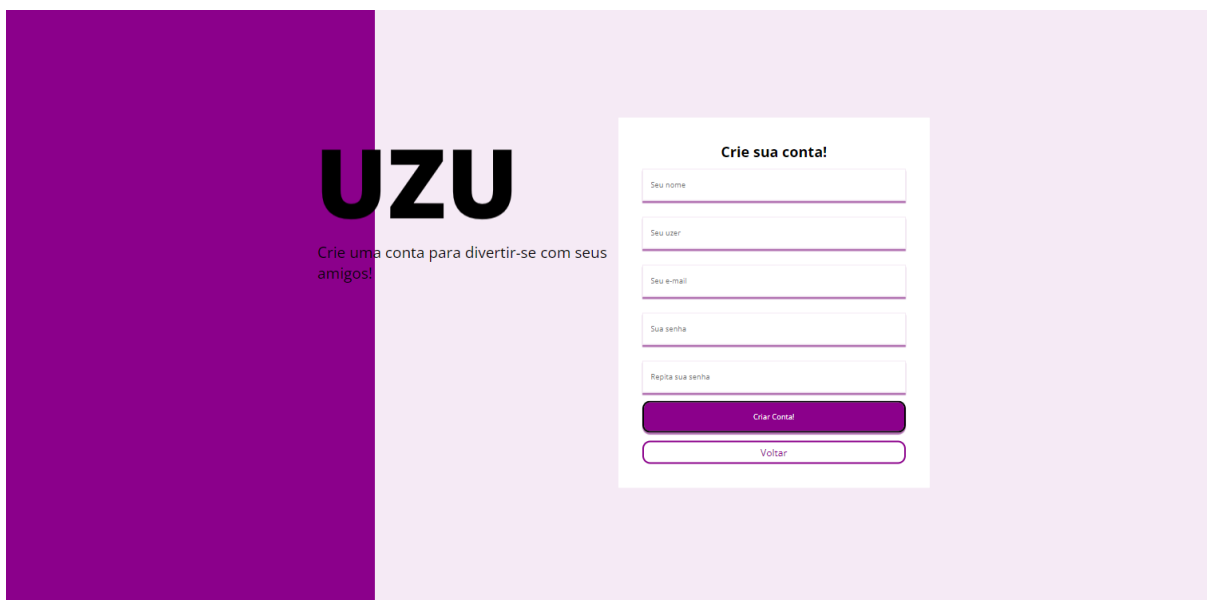 UZU
Crie uma conta para divertir-se com seus
amigos!
Crie sua conta!
Seu nome
Seu uzer
Seu e-mail
Sua senha
Repita sua senha
Criar Conta!
Voltar